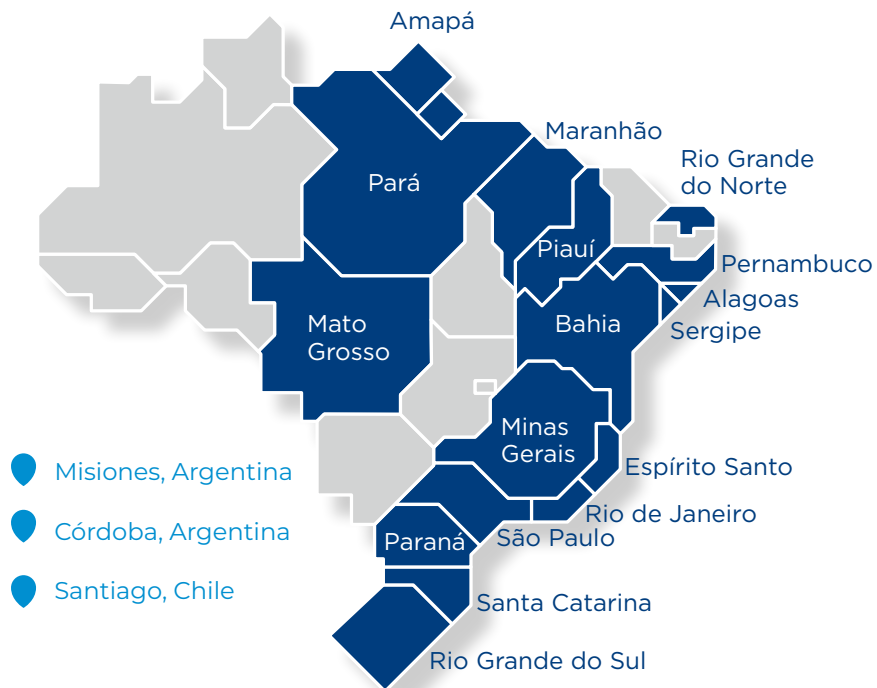 Amapá
Maranhão
Rio Grande
do Norte
Pará
Piauí
Pernambuco
Alagoas
Sergipe
Mato
Grosso
Bahia
Minas
Gerais
Espírito Santo
Misiones, Argentina
Rio de Janeiro
Córdoba, Argentina
Paraná
São Paulo
Santiago, Chile
Santa Catarina
Rio Grande do Sul